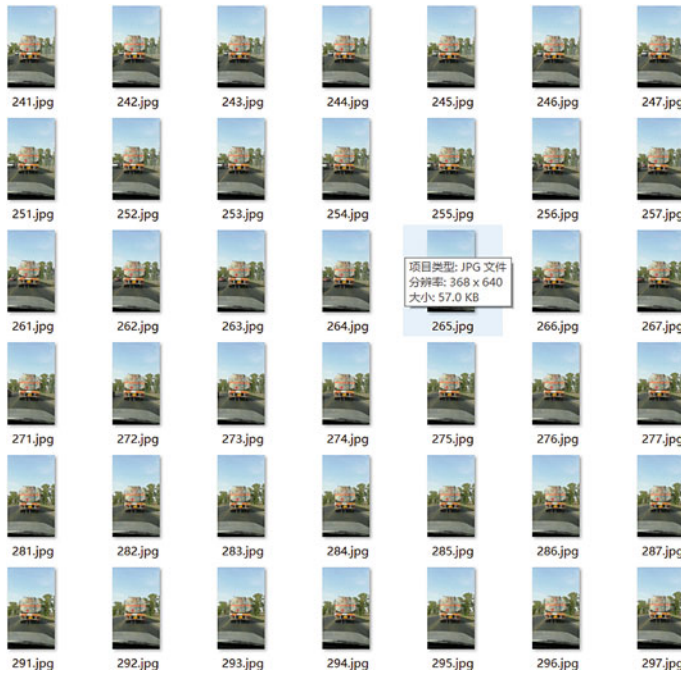 241.jpg 242.jpg 243.jpg 244.jpg 245.jpg 246.jpg 247.jpg
251.jpg 252.jpg 253.jpg 254.jpg 255.jpg 256.jpg 257.jpg
项目类型: JPG 文件
分辨率: 368 x 640
大小: 57.0 KB
261.jpg 262.jpg 263.jpg 264.jpg 265.jpg 266.jpg 267.jpg
271.jpg 272.jpg 273.jpg 274.jpg 275.jpg 276.jpg 277.jpg
281.jpg 282.jpg 283.jpg 284.jpg 285.jpg 286.jpg 287.jpg
291.jpg 292.jpg 293.jpg 294.jpg 295.jpg 296.jpg 297.jpg